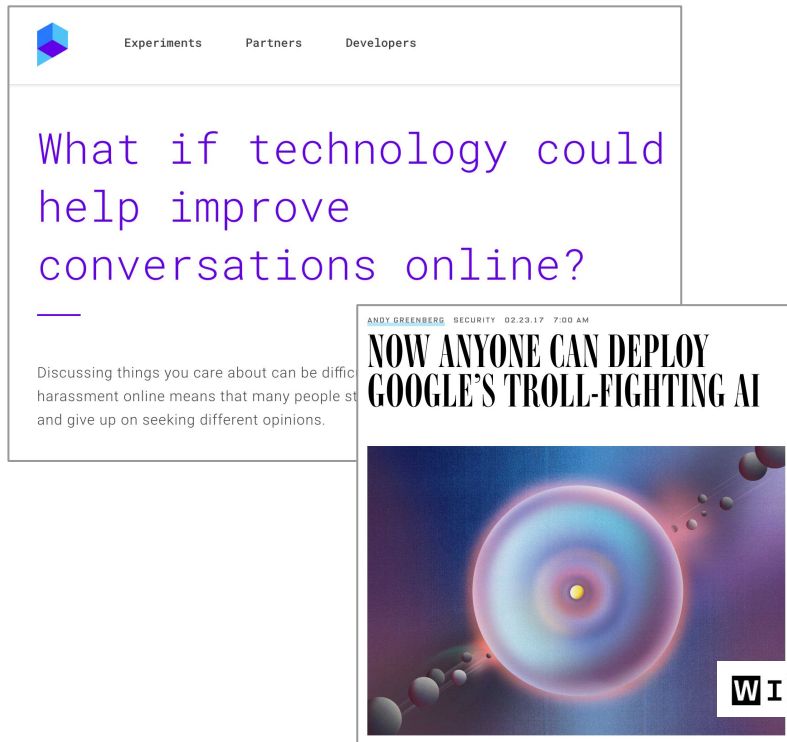 Experiments Partners Developers
What if technology could
help improve
conversations online?
Discussing things you care about can be
harassment online means that many people
and give up on seeking different opinions.
ANDY GREENBERG SECURITY 02.23.17 7:00 AM
NOW ANYONE CAN DEPLOY
GOOGLE'S TROLL-FIGHTING AI
WI